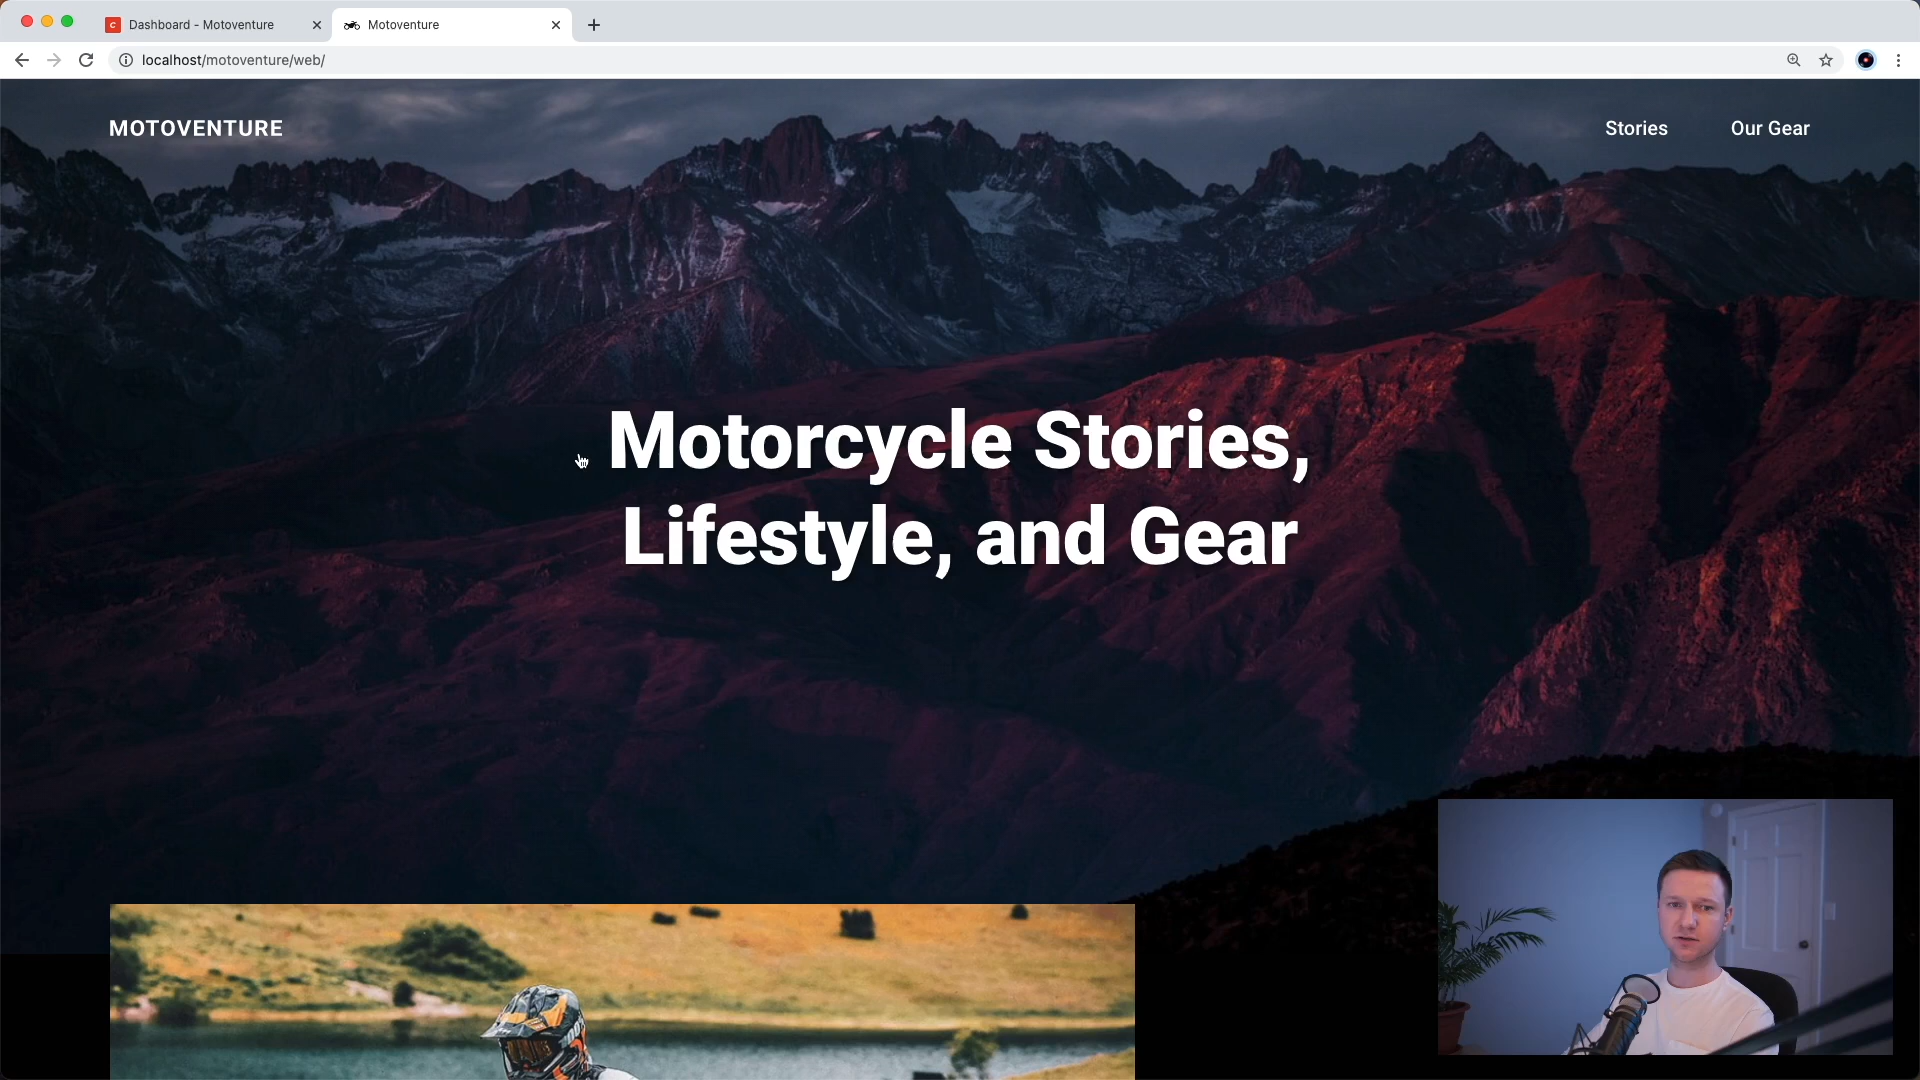 Dashboard - Motoventure
Motoventure
localhost/motoventure/web/
MOTOVENTURE
Stories
Our Gear
Motorcycle Stories,
Lifestyle, and Gear